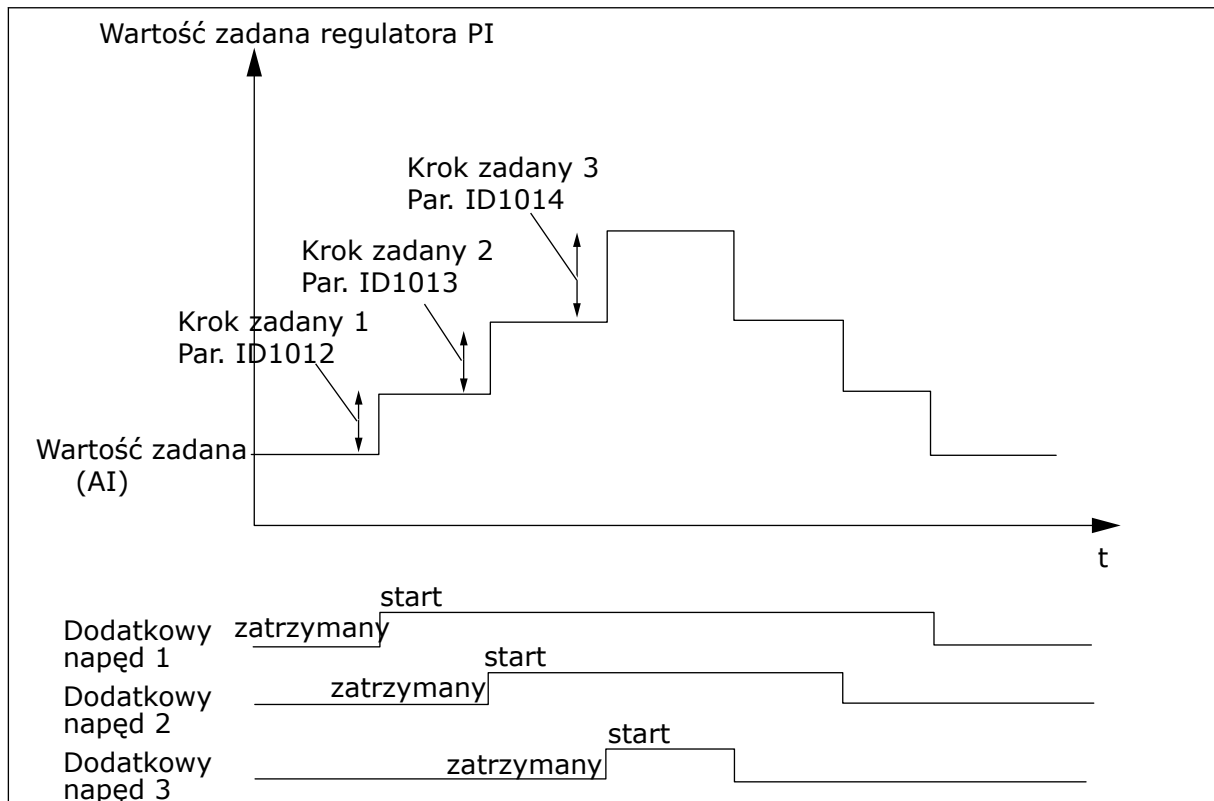 Wartość zadana regulatora PI
Krok zadany 3
Par. ID1014
Krok zadany 2
Par. ID1013
Krok zadany 1
Par. ID1012
Wartość zadana
(AI)
t
start
zatrzymany
Dodatkowy
napęd 1
start
zatrzymany
Dodatkowy
napęd 2
start
zatrzymany
Dodatkowy
napęd 3